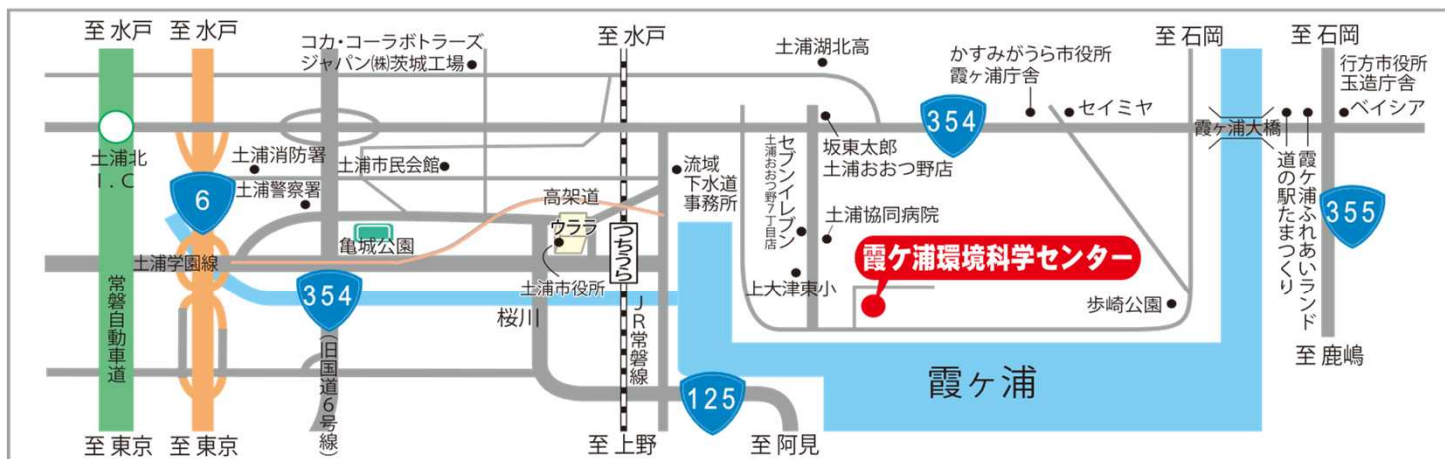 至 水戸
至 水戸
コカ・コーラボトラーズ
ジャパン㈱茨城工場
至 水戸
土浦湖北高
かすみがうら市役所
霞ヶ浦庁舎
至 石岡
至 石岡
行方市役所
玉造庁舎
セイミヤ
ベイシア
354
霞ヶ浦大橋
土浦北
I.C
土浦消防署
土浦市民会館
流域
下水道
事務所
坂東太郎
土浦おおつ野店
セブンイレブン
土浦おおつ野7丁目店
道の駅たまつくり
霞ヶ浦ふれあいランド
6
土浦警察署
高架道
ウララ
355
亀城公園
つちうら
土浦協同病院
土浦学園線
霞ケ浦環境科学センター
土浦市役所
上大津東小
常磐自動車道
354
桜川
JR常磐線
歩崎公園
(旧国道6号線)
至 鹿嶋
125
霞ヶ浦
至 東京
至 東京
至 上野
至 阿見